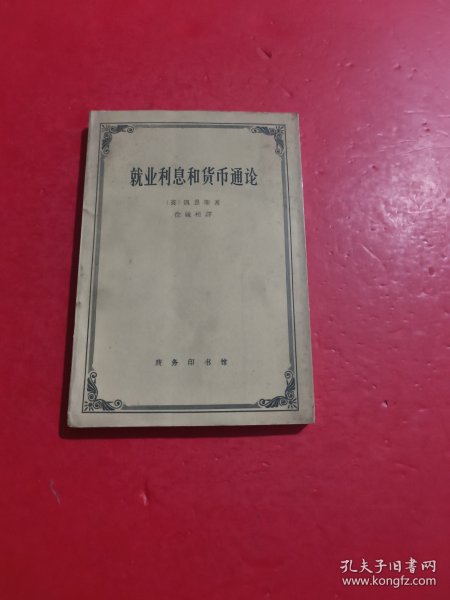 就业利息和货币通论
〔英〕凯恩斯著
徐毓枬譯
商务印书馆
孔夫子旧书网
www.kongfz.com